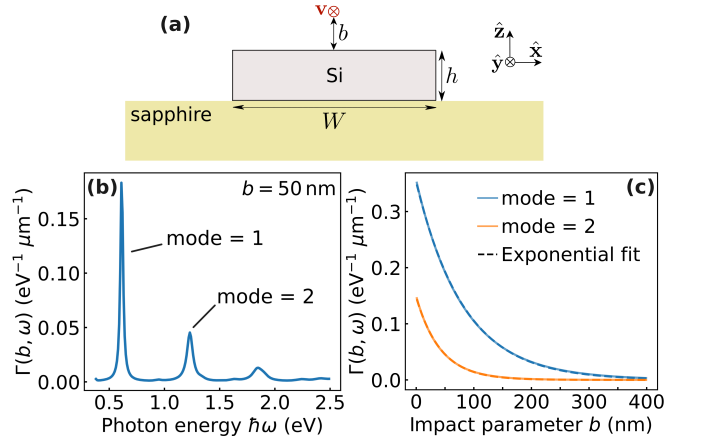 (a)
v⊗
b
Si
h
ẑ
x̂
ŷ ⊗
sapphire
W
(b)
b = 50 nm
mode = 1
mode = 2
Γ(b, ω) (eV⁻¹ μm⁻¹)
0.15
0.10
0.05
0.00
0.5
1.0
1.5
2.0
2.5
Photon energy ħω (eV)
(c)
mode = 1
mode = 2
Exponential fit
Γ(b, ω) (eV⁻¹ μm⁻¹)
0.3
0.2
0.1
0.0
0
100
200
300
400
Impact parameter b (nm)